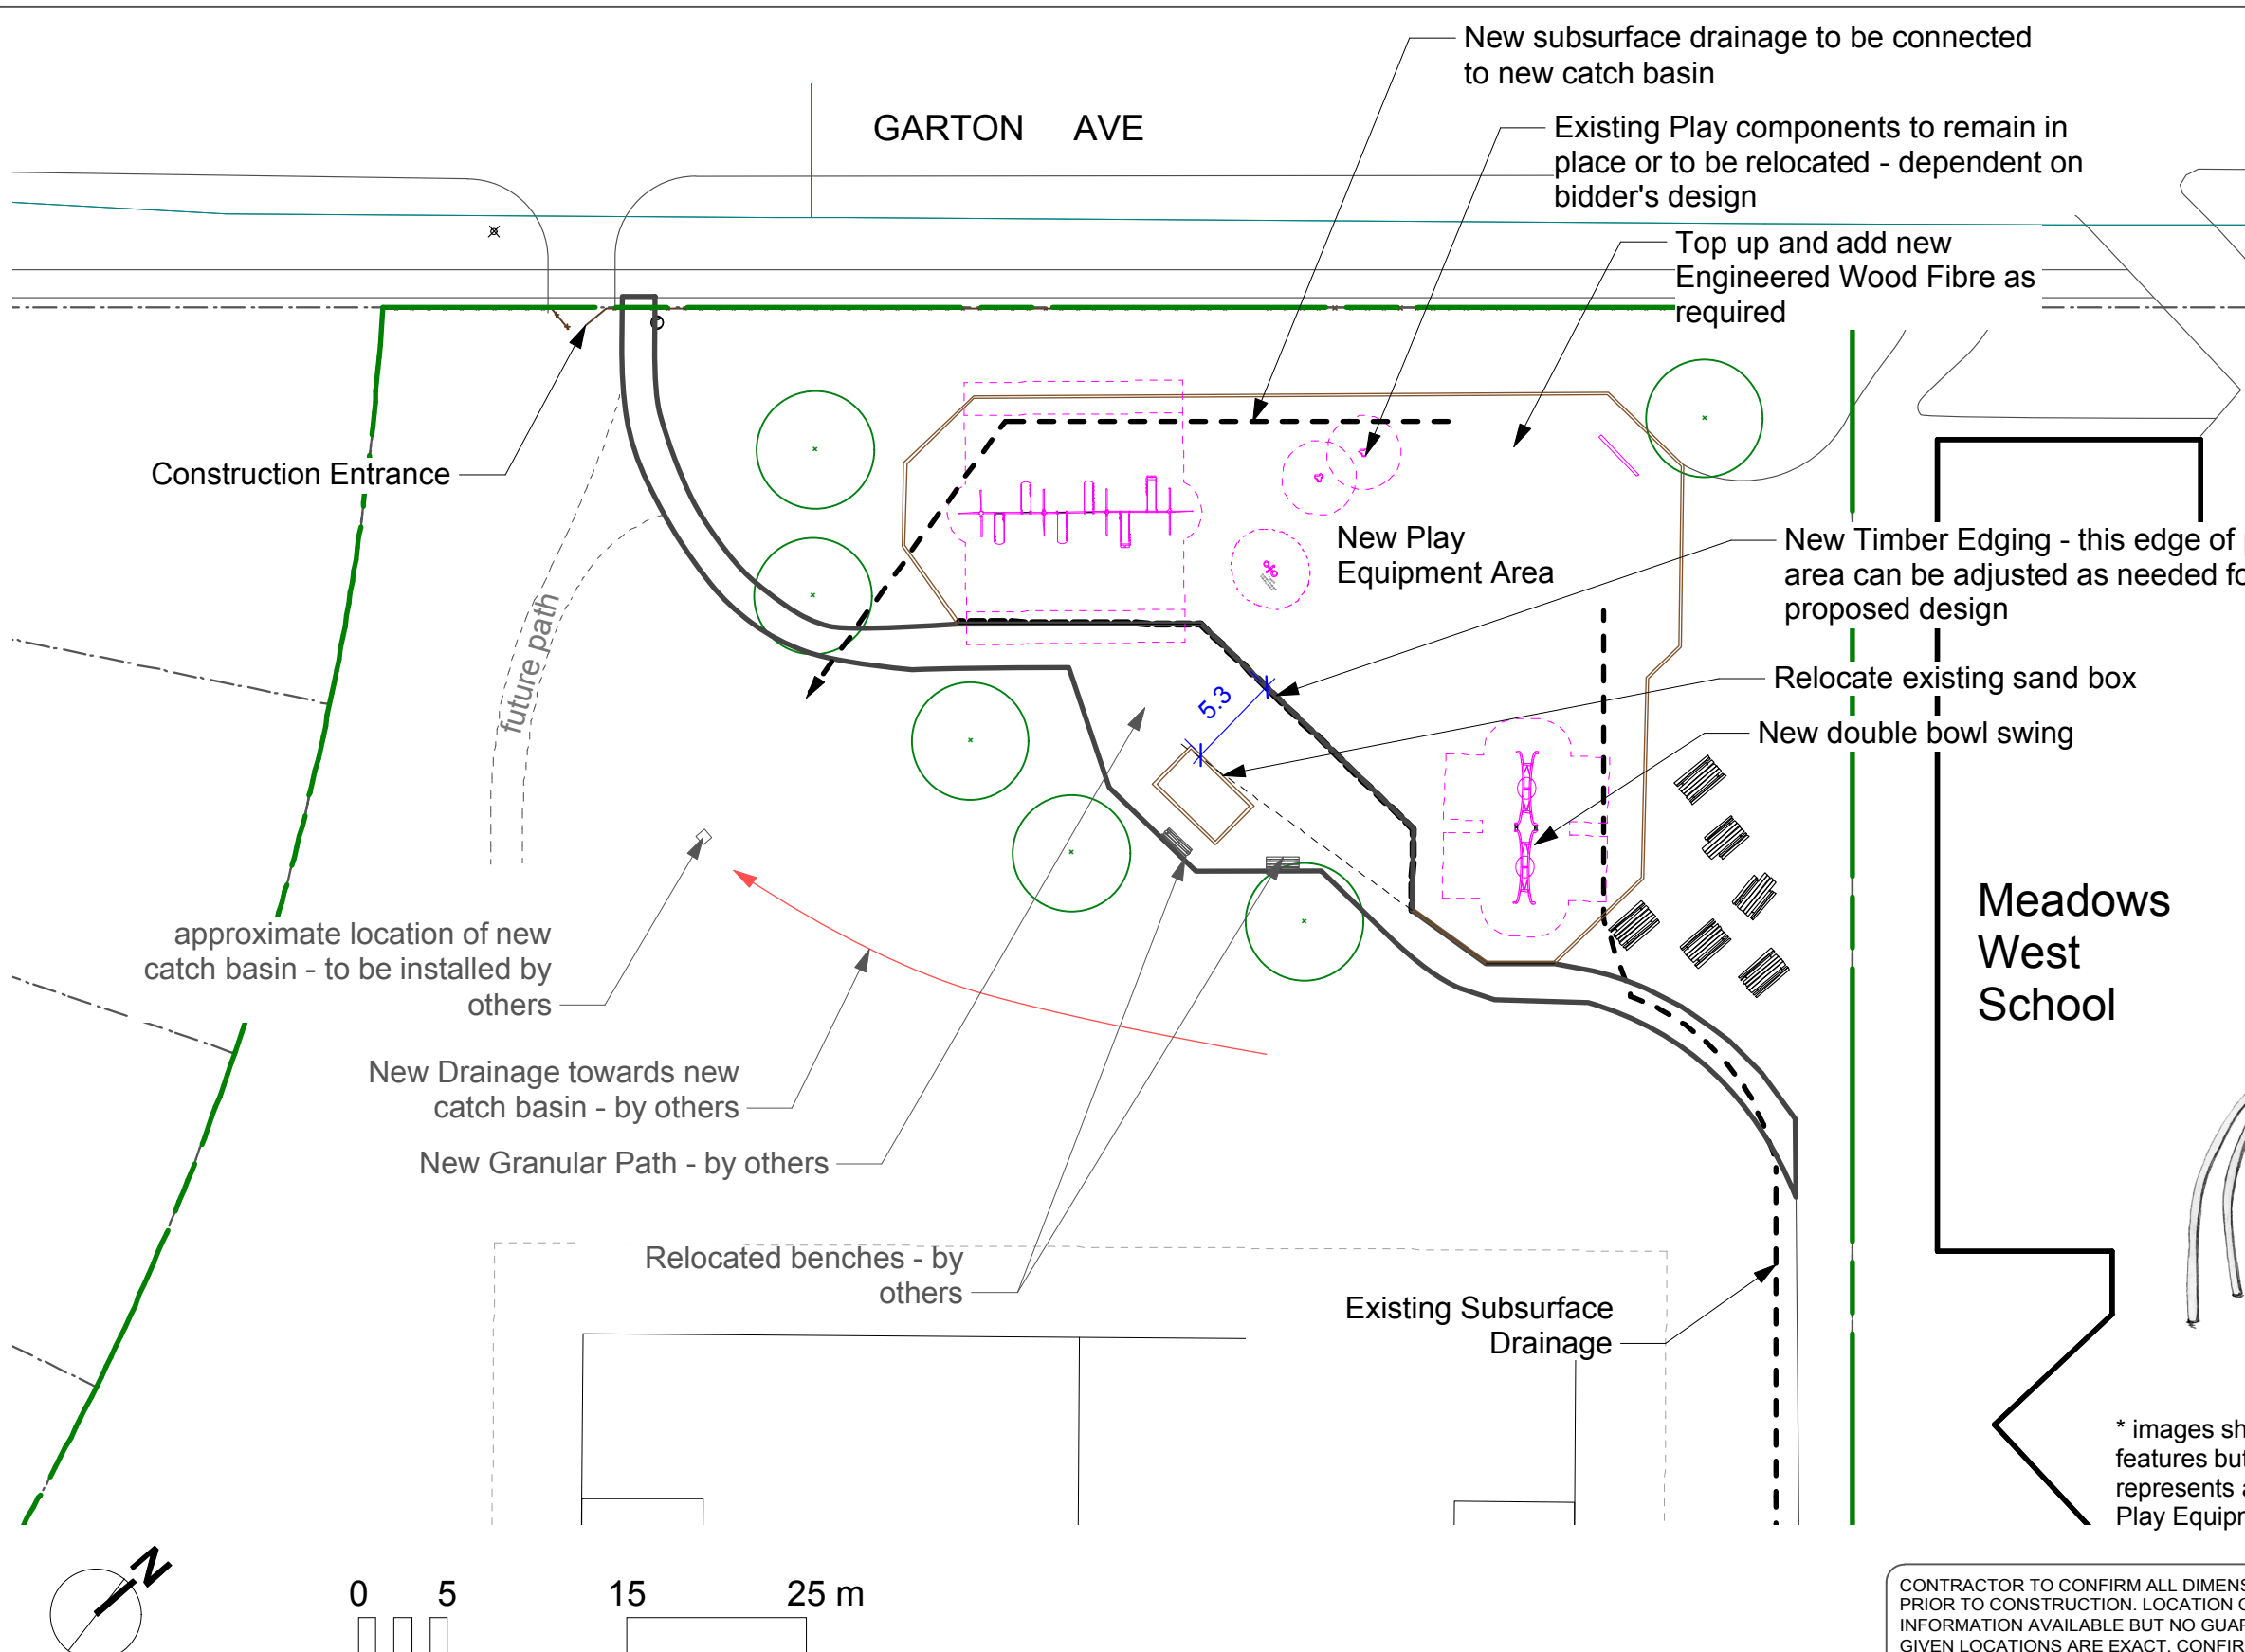 New subsurface drainage to be connected
to new catch basin
GARTON AVE
Existing Play components to remain in
place or to be relocated - dependent on
bidder's design
Top up and add new
Engineered Wood Fibre as
required
Construction Entrance
New Play
Equipment Area
New Timber Edging - this edge of
area can be adjusted as needed
proposed design
future path
Relocate existing sand box
5.3
New double bowl swing
Meadows
West
School
approximate location of new
catch basin - to be installed by
others
New Drainage towards new
catch basin - by others
New Granular Path - by others
Relocated benches - by
others
Existing Subsurface
Drainage
* images
features but
represents
Play
N
0 5 15 25 m
CONTRACTOR TO CONFIRM ALL
PRIOR TO CONSTRUCTION. LOCATION
INFORMATION AVAILABLE BUT NO
GIVEN LOCATIONS ARE EXACT.